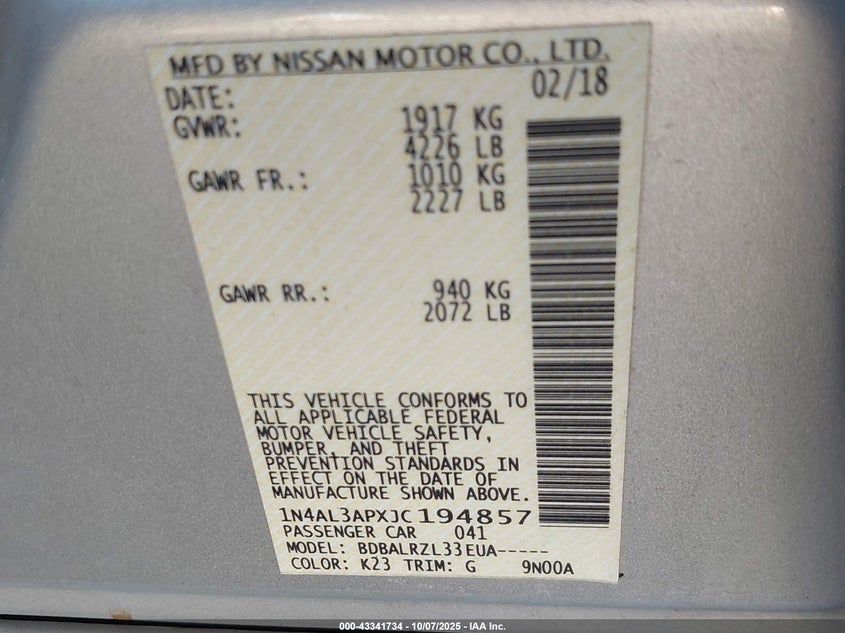 MFD BY NISSAN MOTOR CO., LTD.
DATE: 02/18
GVWR: 1917 KG
4226 LB
GAWR FR.: 1010 KG
2227 LB
GAWR RR.: 940 KG
2072 LB
THIS VEHICLE CONFORMS TO
ALL APPLICABLE FEDERAL
MOTOR VEHICLE SAFETY,
BUMPER, AND THEFT
PREVENTION STANDARDS IN
EFFECT ON THE DATE OF
MANUFACTURE SHOWN ABOVE.
1N4AL3APXJC194857
PASSENGER CAR 041
MODEL: BDBALRZL33EUA-----
COLOR: K23 TRIM: G 9N00A
000-43341734 - 10/07/2025 - IAA Inc.